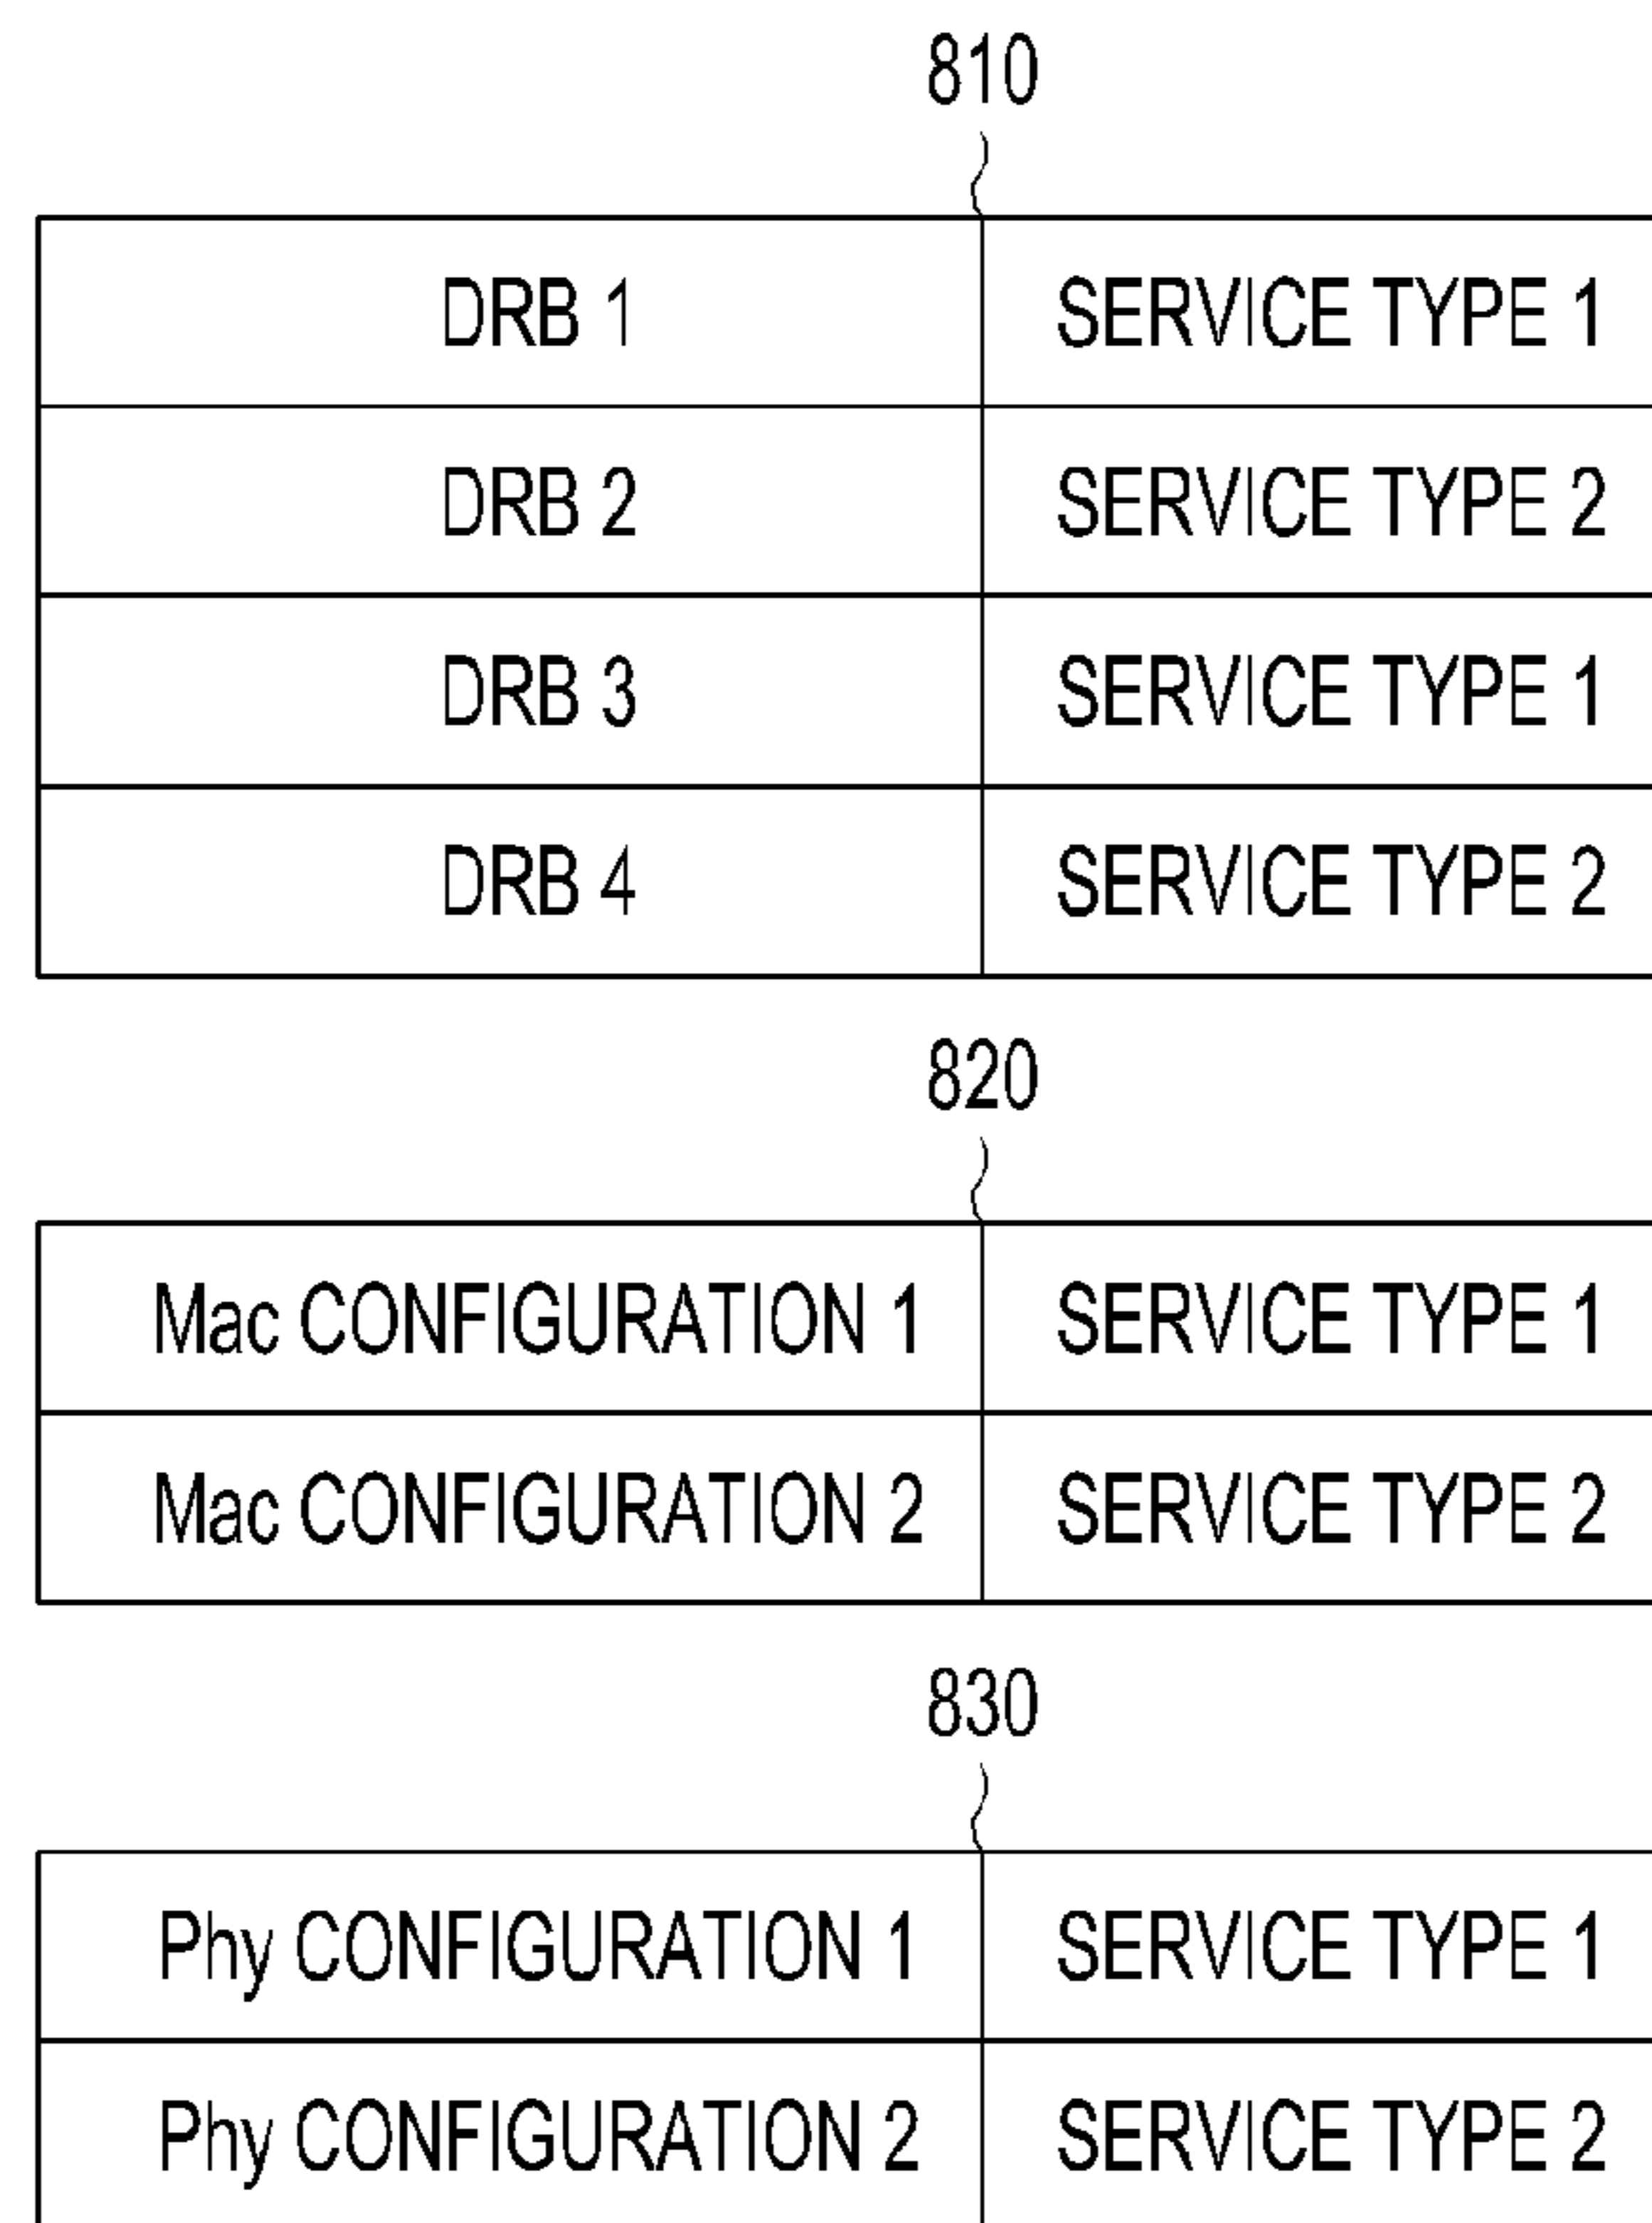 810
DRB 1 SERVICE TYPE 1
DRB 2 SERVICE TYPE 2
DRB 3 SERVICE TYPE 1
DRB 4 SERVICE TYPE 2
820
Mac CONFIGURATION 1 SERVICE TYPE 1
Mac CONFIGURATION 2 SERVICE TYPE 2
830
Phy CONFIGURATION 1 SERVICE TYPE 1
Phy CONFIGURATION 2 SERVICE TYPE 2